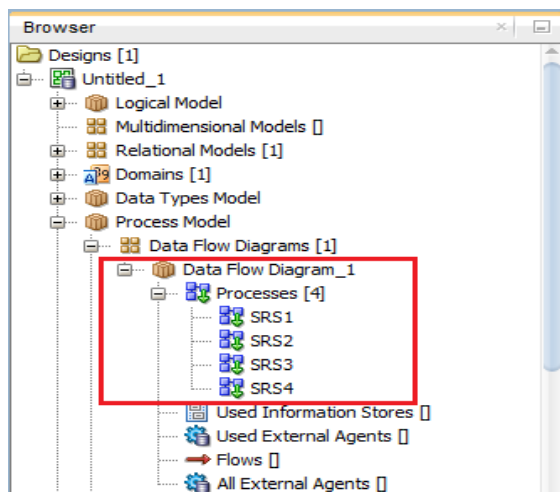 Browser
Designs [1]
Untitled_1
Logical Model
Multidimensional Models []
Relational Models [1]
Domains [1]
Data Types Model
Process Model
Data Flow Diagrams [1]
Data Flow Diagram_1
Processes [4]
SRS1
SRS2
SRS3
SRS4
Used Information Stores []
Used External Agents []
Flows []
All External Agents []